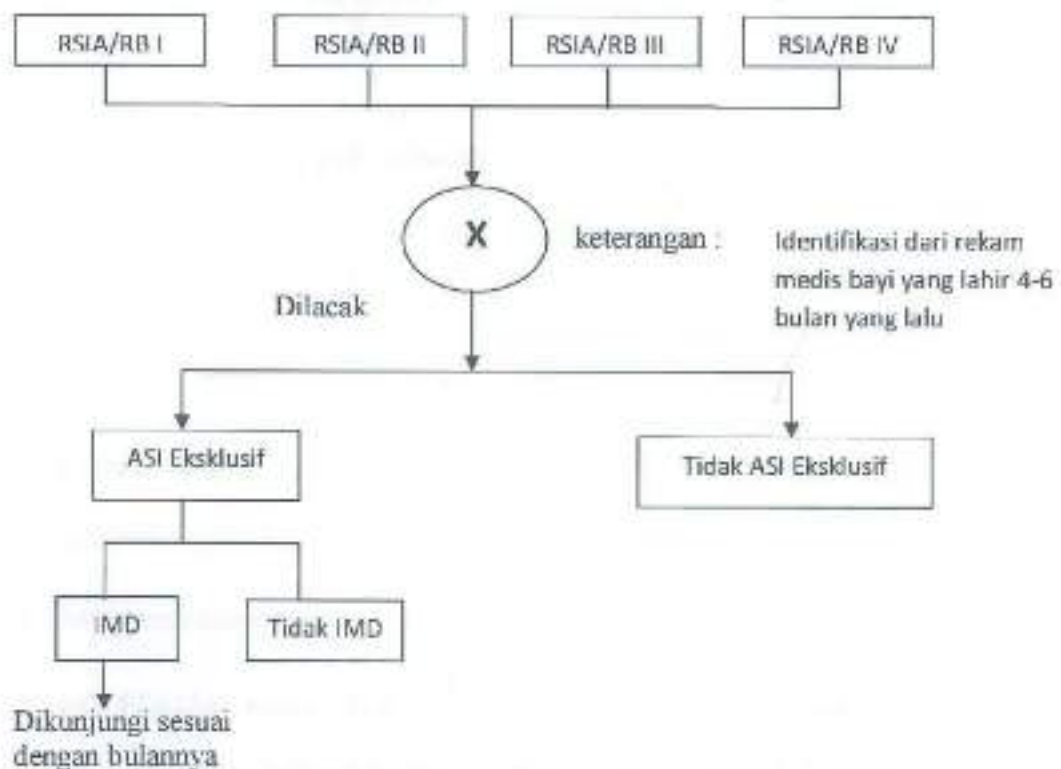 RSIA/RB I
RSIA/RB II
RSIA/RB III
RSIA/RB IV
X
keterangan :
Identifikasi dari rekam
medis bayi yang lahir 4-6
bulan yang lalu
Dilacak
ASI Eksklusif
Tidak ASI Eksklusif
IMD
Tidak IMD
Dikunjungi sesuai
dengan bulannya